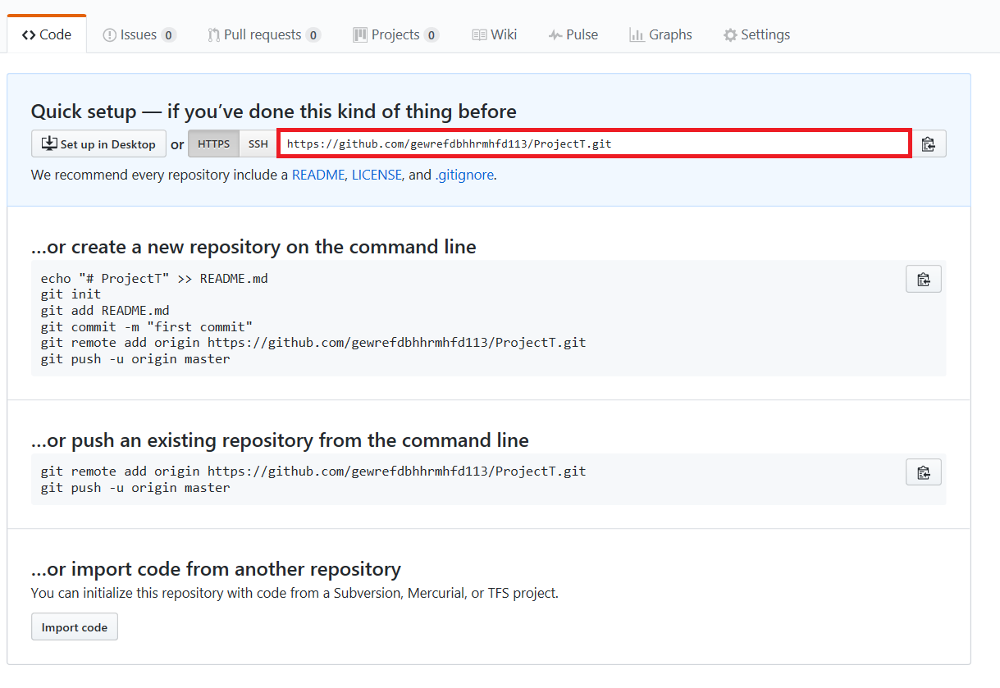 Code Issues 0 Pull requests 0 Projects 0 Wiki Pulse Graphs Settings
Quick setup — if you’ve done this kind of thing before
Set up in Desktop or HTTPS SSH https://github.com/gewrefdbhhrmhfd113/ProjectT.git
We recommend every repository include a README, LICENSE, and .gitignore.
…or create a new repository on the command line
echo "# ProjectT" >> README.md
git init
git add README.md
git commit -m "first commit"
git remote add origin https://github.com/gewrefdbhhrmhfd113/ProjectT.git
git push -u origin master
…or push an existing repository from the command line
git remote add origin https://github.com/gewrefdbhhrmhfd113/ProjectT.git
git push -u origin master
…or import code from another repository
You can initialize this repository with code from a Subversion, Mercurial, or TFS project.
Import code